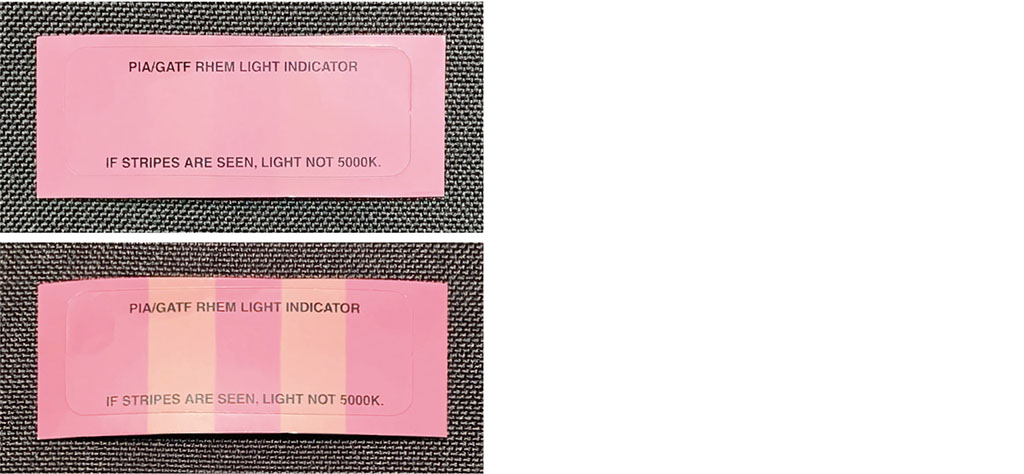 PIA/GATF RHEM LIGHT INDICATOR
IF STRIPES ARE SEEN, LIGHT NOT 5000K.
PIA/GATF RHEM LIGHT INDICATOR
IF STRIPES ARE SEEN, LIGHT NOT 5000K.